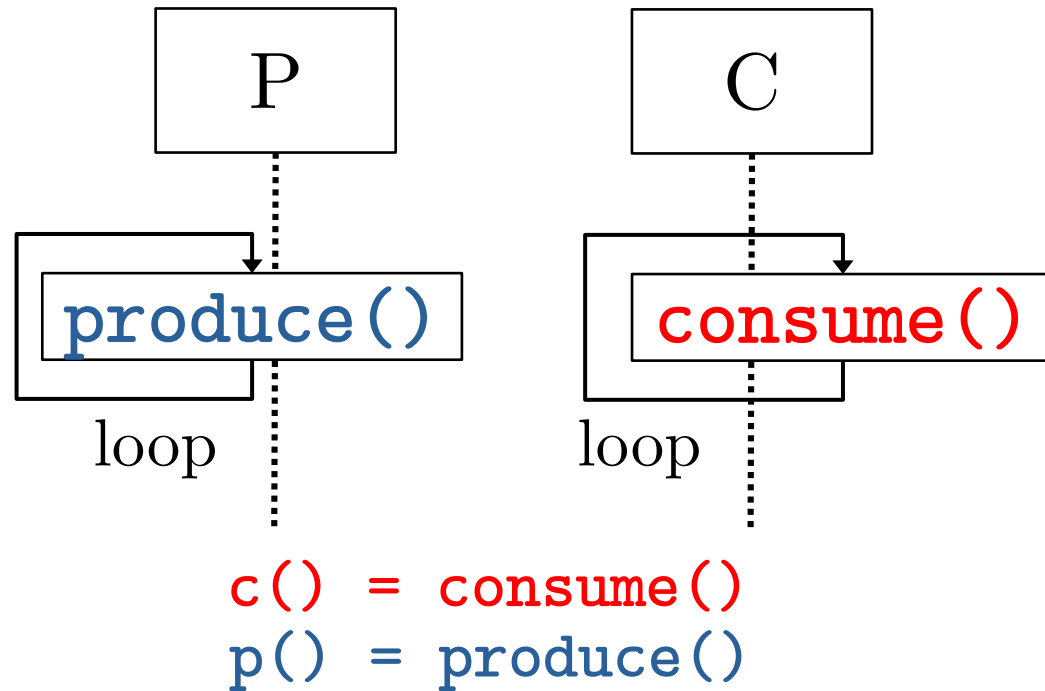 P
C
produce()
consume()
loop
loop
c() = consume()
p() = produce()